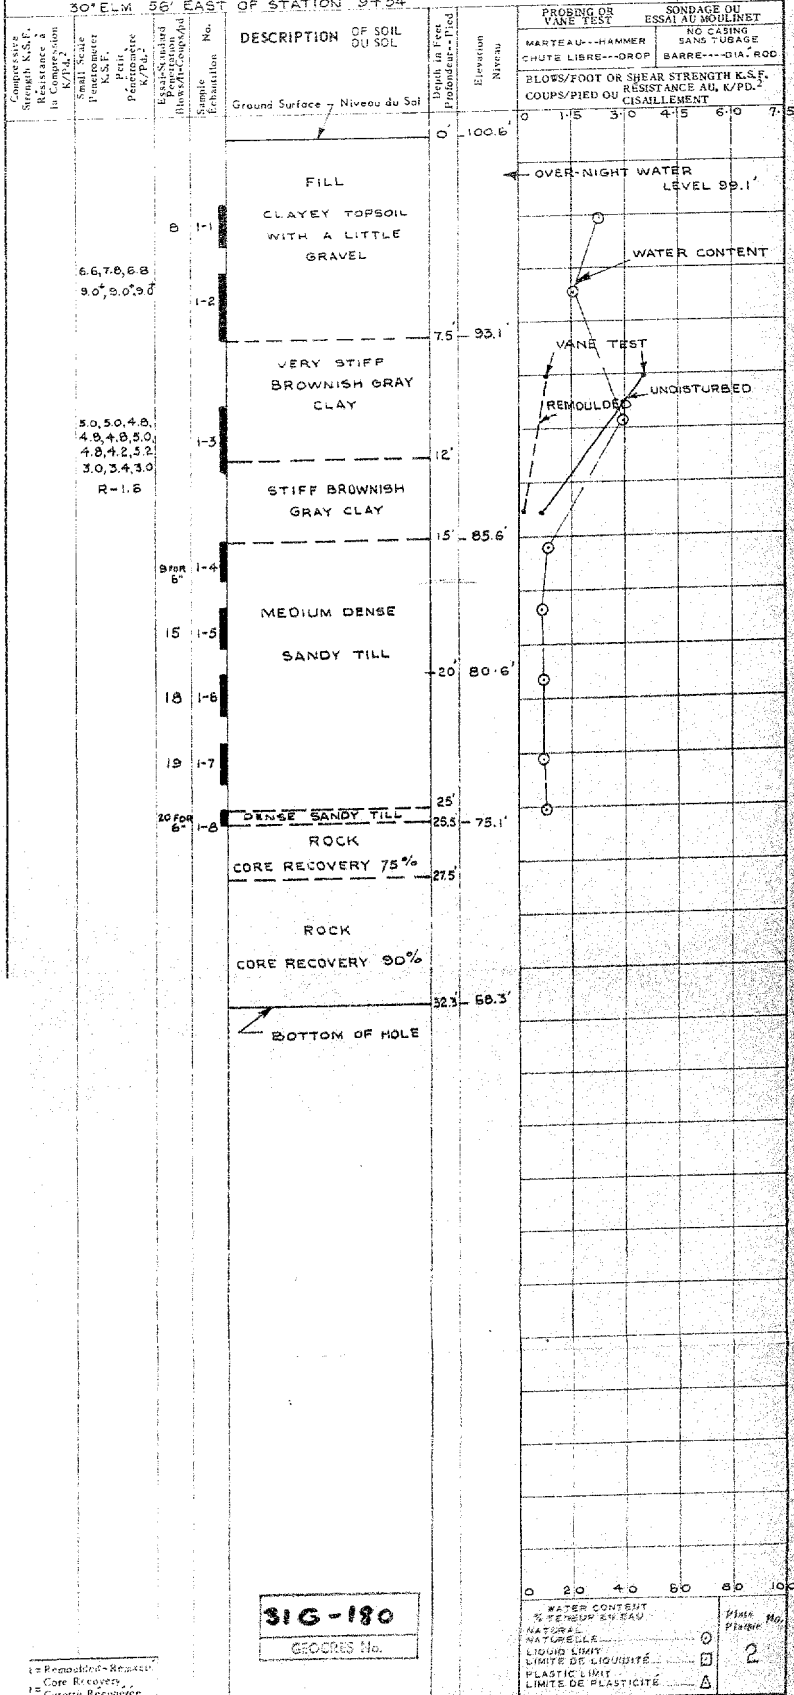 30° ELM 56' EAST OF STATION 9+54
Compressive
Strength K.S.F.
Résistance à
la Compression
K/Pd.²
Small Scale
Penetrometer
K.S.F.
Petit
Pénétromètre
K/Pd.²
Essai-Standard
Penetration
Blows/ft-Coups/pd
Sample No.
Echantillon
DESCRIPTION OF SOIL
DU SOL
Ground Surface - Niveau du Sol
Depth in Feet
Profondeur--Pied
Elevation
Niveau
PROBING OR
VANE TEST
SONDAGE OU
ESSAI AU MOULINET
MARTEAU---HAMMER
CHUTE LIBRE---DROP
NO CASING
SANS TUBAGE
BARRE----DIA. ROD
BLOWS/FOOT OR SHEAR STRENGTH K.S.F.
COUPS/PIED OU RÉSISTANCE AU, K/PD.²
CISAILLEMENT
0 1.5 3.0 4.5 6.0 7.5
0' 100.6'
OVER-NIGHT WATER
LEVEL 99.1'
FILL
CLAYEY TOPSOIL
WITH A LITTLE
GRAVEL
8 1-1
WATER CONTENT
6.6, 7.8, 6.8
9.0⁺, 9.0⁺, 9.0⁺
1-2
7.5' 93.1'
VANE TEST
VERY STIFF
BROWNISH GRAY
CLAY
UNDISTURBED
REMOULDED
5.0, 5.0, 4.8,
4.8, 4.8, 5.0,
4.8, 4.2, 5.2
3.0, 3.4, 3.0
R-1.6
1-3
12'
STIFF BROWNISH
GRAY CLAY
15' 85.6'
9 FOR
6"
1-4
MEDIUM DENSE
SANDY TILL
15 1-5
20' 80.6'
18 1-6
19 1-7
25'
20 FOR
6"
1-8
DENSE SANDY TILL
25.5' 75.1'
ROCK
CORE RECOVERY 75%
27.5'
ROCK
CORE RECOVERY 90%
32.3' 68.3'
BOTTOM OF HOLE
0 20 40 60 80 100
WATER CONTENT
% TENEUR EN EAU
NATURAL
NATURELLE
LIQUID LIMIT
LIMITE DE LIQUIDITÉ
PLASTIC LIMIT
LIMITE DE PLASTICITÉ
Plate No.
Planche
2
31G-180
GEOCRES No.
r = Remoulded-Remanié
Core Recovery
Carotte Récupérée